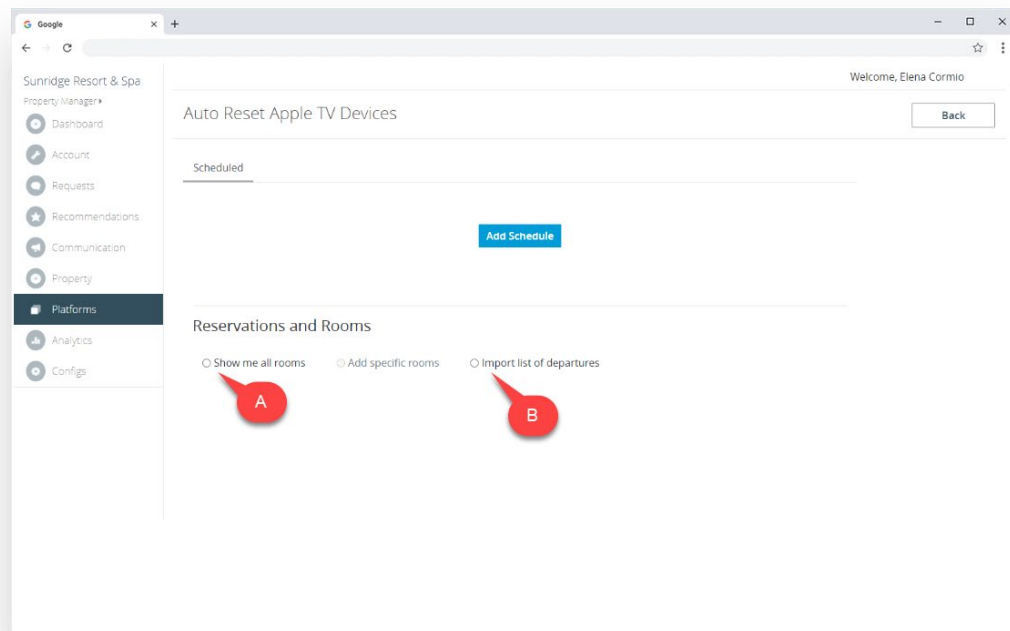 Google
Sunridge Resort & Spa
Welcome, Elena Cormio
Property Manager
Auto Reset Apple TV Devices
Back
Dashboard
Account
Scheduled
Requests
Recommendations
Add Schedule
Communication
Property
Platforms
Reservations and Rooms
Analytics
Show me all rooms Add specific rooms Import list of departures
Configs
A
B